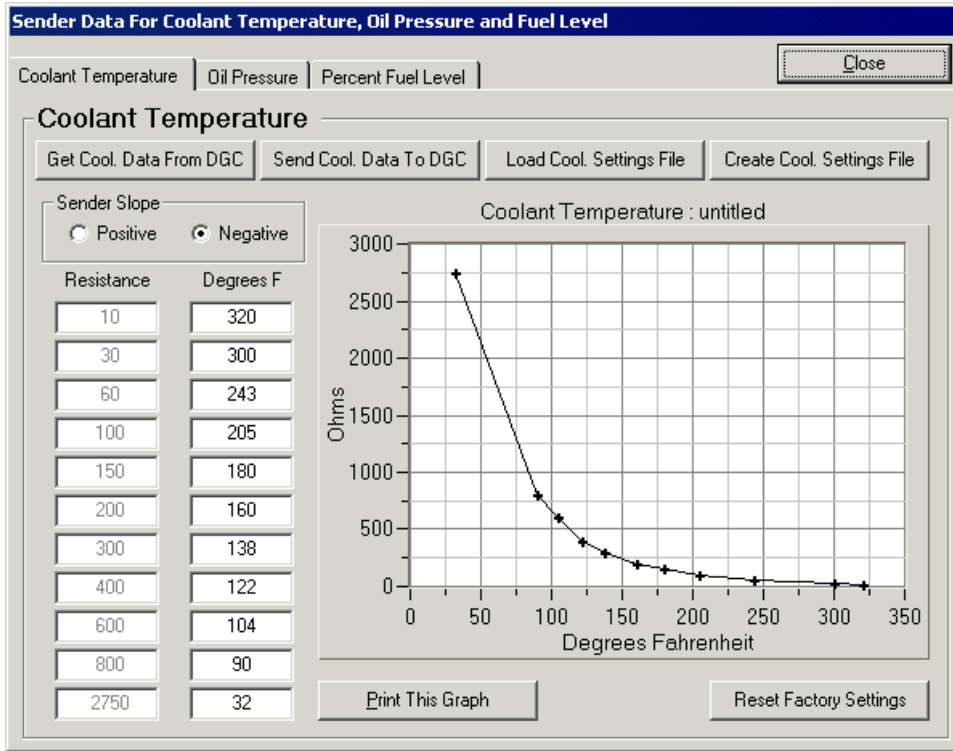 Sender Data For Coolant Temperature, Oil Pressure and Fuel Level
Close
Coolant Temperature Oil Pressure Percent Fuel Level
Coolant Temperature
Get Cool. Data From DGC Send Cool. Data To DGC Load Cool. Settings File Create Cool. Settings File
Sender Slope
Positive Negative
Resistance Degrees F
10 320
30 300
60 243
100 205
150 180
200 160
300 138
400 122
600 104
800 90
2750 32
Coolant Temperature : untitled
Ohms
3000
2500
2000
1500
1000
500
0
0 50 100 150 200 250 300 350
Degrees Fahrenheit
Print This Graph Reset Factory Settings